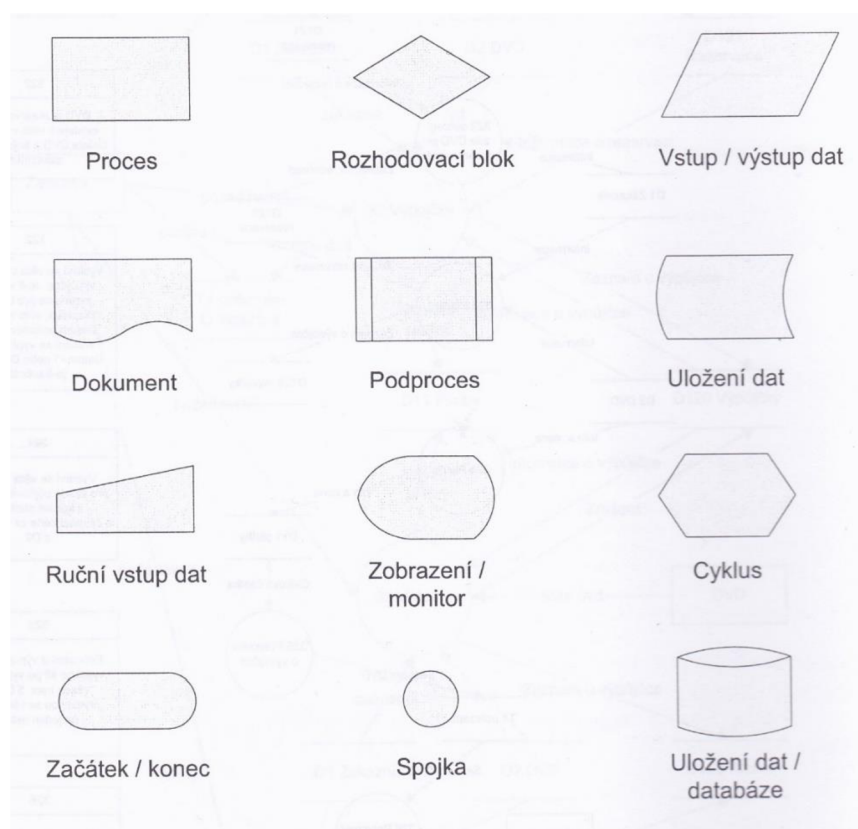 Proces
Rozhodovací blok
Vstup / výstup dat
Dokument
Podproces
Uložení dat
Ruční vstup dat
Zobrazení /
monitor
Cyklus
Začátek / konec
Spojka
Uložení dat /
databáze